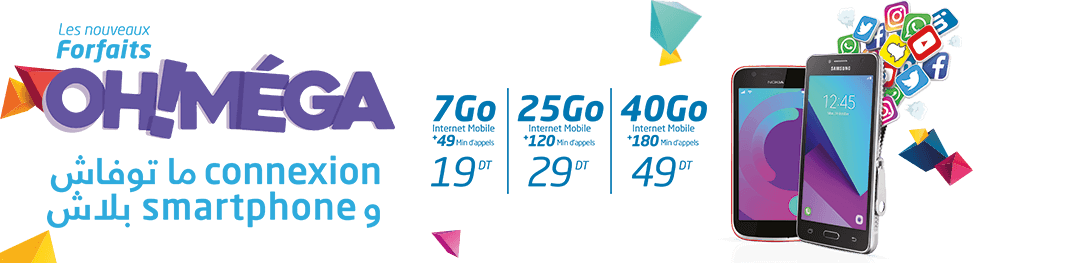 Les nouveaux
Forfaits
OH!MÉGA
connexion ما توفاش
و smartphone بلاش
7Go
Internet Mobile
+49 Min d'appels
19 DT
25Go
Internet Mobile
+120 Min d'appels
29 DT
40Go
Internet Mobile
+180 Min d'appels
49 DT
NOKIA
SAMSUNG
12:45